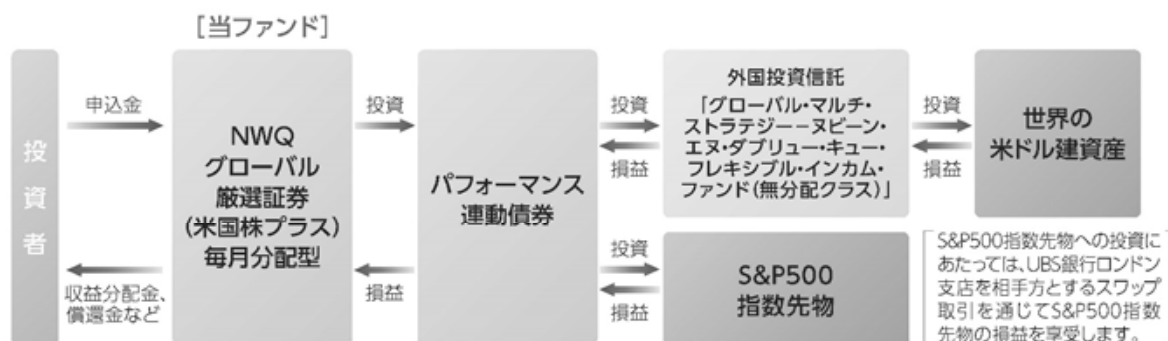 [当ファンド]
投資者
申込金
収益分配金、
償還金など
NWQ
グローバル
厳選証券
(米国株プラス)
毎月分配型
投資
損益
パフォーマンス
連動債券
投資
損益
外国投資信託
「グローバル・マルチ・
ストラテジー－ヌビーン・
エヌ・ダブリュー・キュー・
フレキシブル・インカム・
ファンド(無分配クラス)」
投資
損益
世界の
米ドル建資産
投資
損益
S&P500
指数先物
S&P500指数先物への投資に
あたっては、UBS銀行ロンドン
支店を相手方とするスワップ
取引を通じてS&P500指数
先物の損益を享受します。